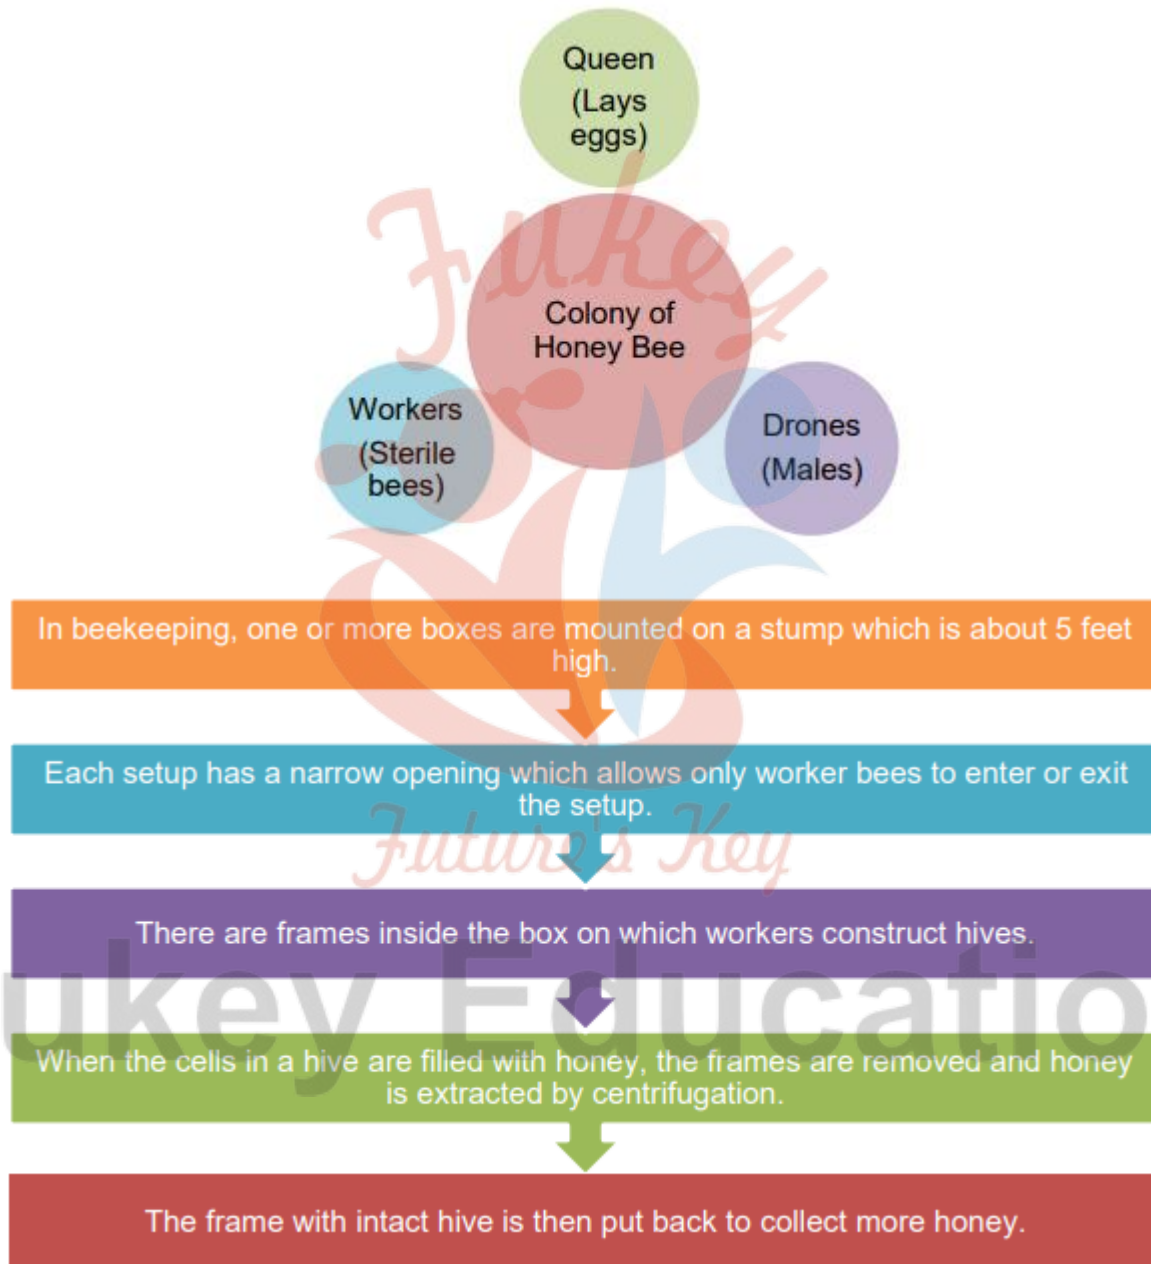 Queen
(Lays
eggs)
Fukey
Colony of
Honey Bee
Workers
(Sterile
bees)
Drones
(Males)
In beekeeping, one or more boxes are mounted on a stump which is about 5 feet
high.
Each setup has a narrow opening which allows only worker bees to enter or exit
the setup.
Future's Key
There are frames inside the box on which workers construct hives.
ukey Educatio
When the cells in a hive are filled with honey, the frames are removed and honey
is extracted by centrifugation.
The frame with intact hive is then put back to collect more honey.